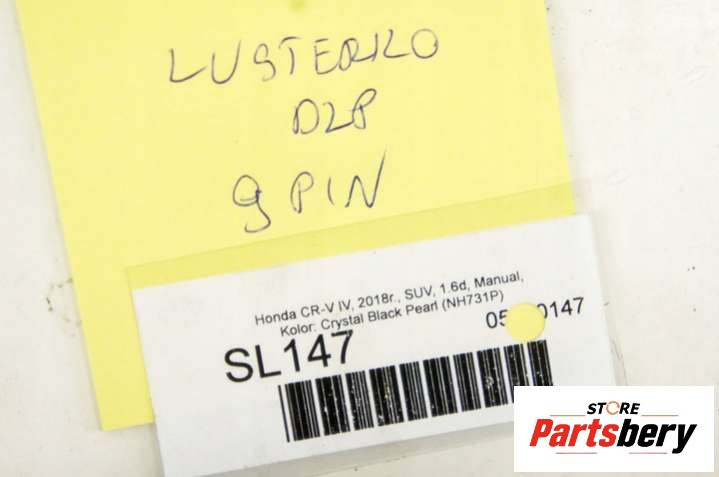 LUSTERKO
DZP
9 PIN
Honda CR-V IV, 2018r., SUV, 1.6d, Manual,
Kolor: Crystal Black Pearl (NH731P)
SL147
STORE
Partsbery